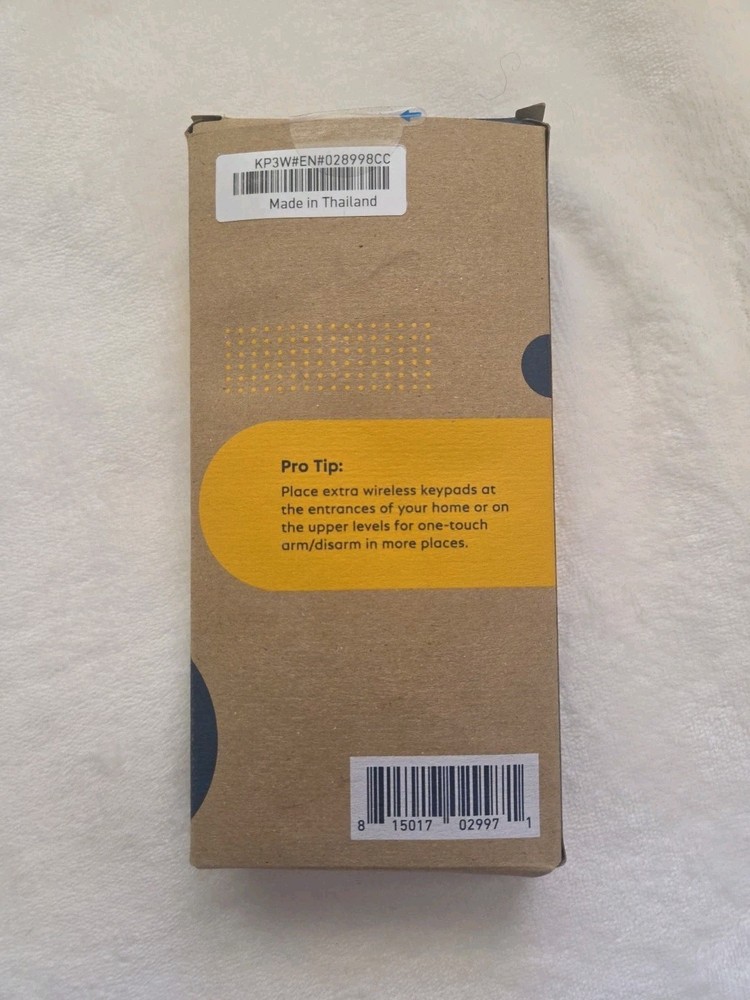 KP3W#EN#028998CC
Made in Thailand
Pro Tip:
Place extra wireless keypads at
the entrances of your home or on
the upper levels for one-touch
arm/disarm in more places.
8 15017 02997 1